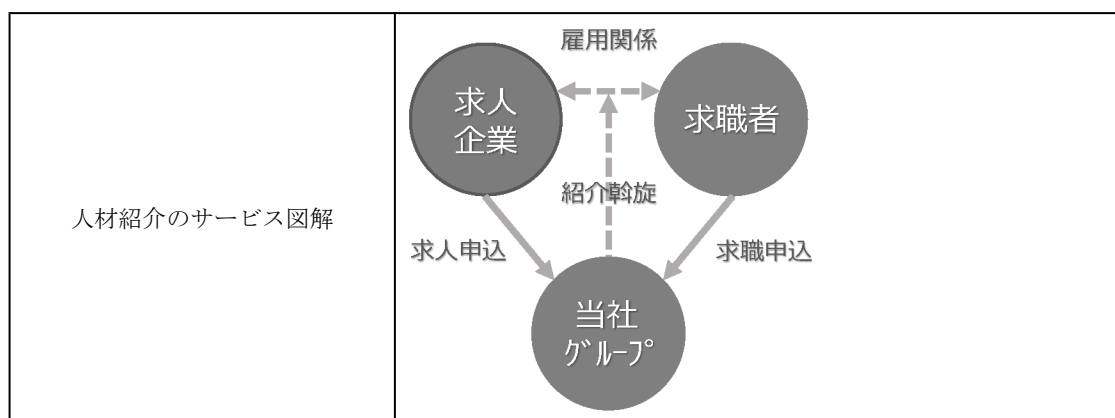 人材紹介のサービス図解
雇用関係
求人
企業
求職者
紹介斡旋
求人申込
求職申込
当社
ｸﾞﾙｰﾌﾟ